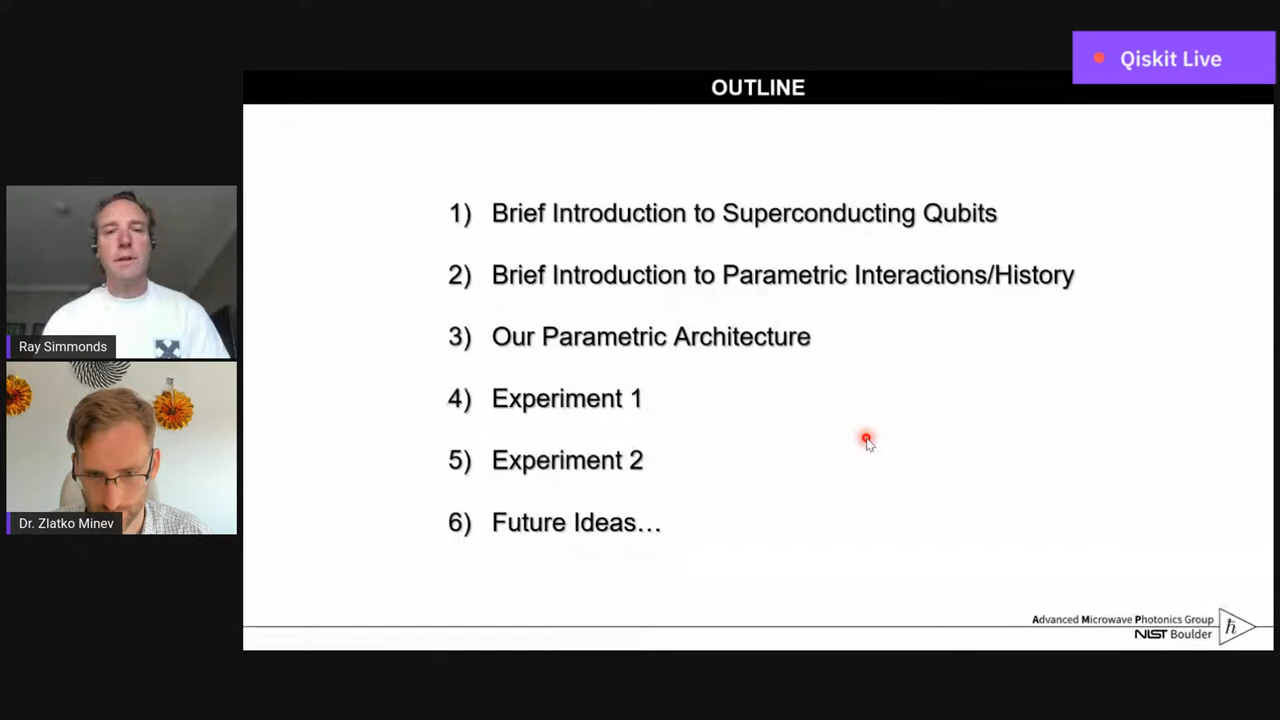 Qiskit Live
OUTLINE
1) Brief Introduction to Superconducting Qubits
2) Brief Introduction to Parametric Interactions/History
3) Our Parametric Architecture
4) Experiment 1
5) Experiment 2
6) Future Ideas…
Ray Simmonds
Dr. Zlatko Minev
Advanced Microwave Photonics Group
NIST Boulder
ħ